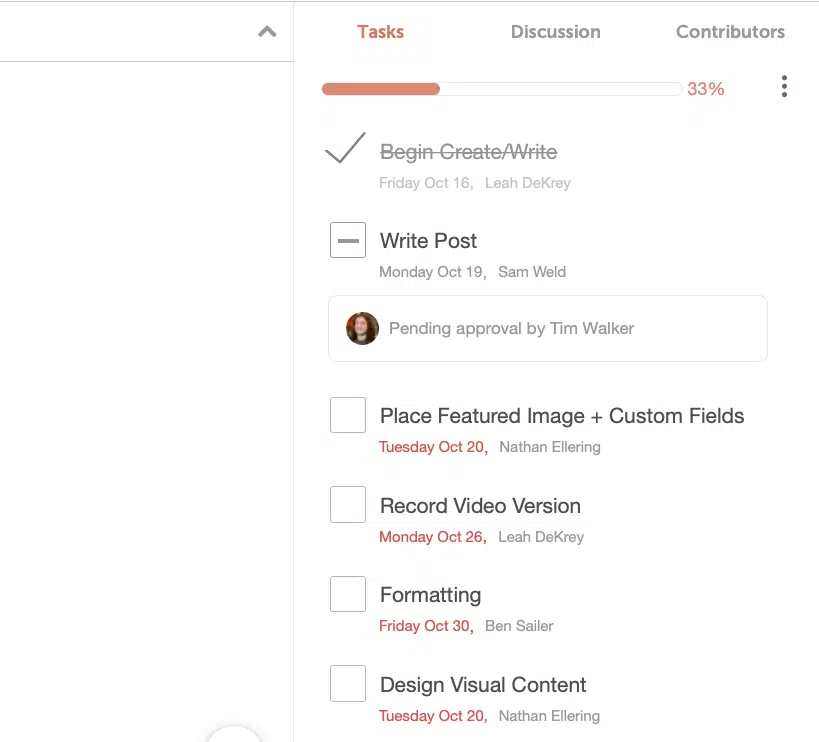 Tasks Discussion Contributors
33%
Begin Create/Write
Friday Oct 16, Leah DeKrey
Write Post
Monday Oct 19, Sam Weld
Pending approval by Tim Walker
Place Featured Image + Custom Fields
Tuesday Oct 20, Nathan Ellering
Record Video Version
Monday Oct 26, Leah DeKrey
Formatting
Friday Oct 30, Ben Sailer
Design Visual Content
Tuesday Oct 20, Nathan Ellering